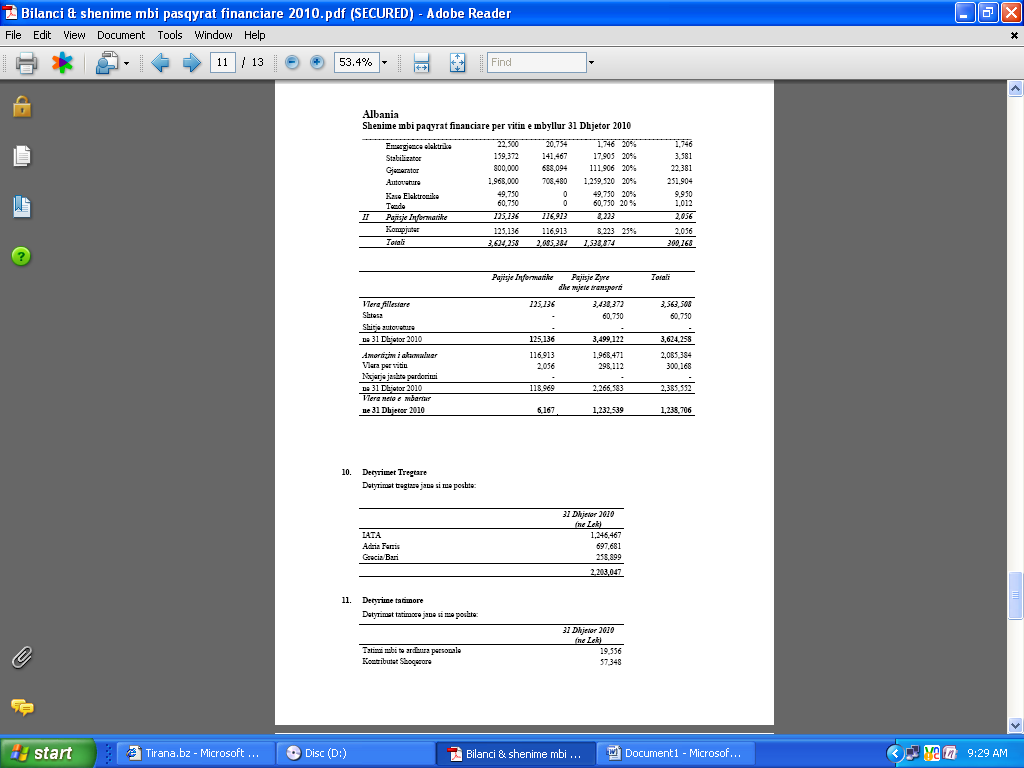 Bilanci & shenime mbi pasqyrat financiare 2010.pdf (SECURED) - Adobe Reader
File Edit View Document Tools Window Help
11 / 13 53.4% Find
Albania
Shenime mbi paqyrat financiare per vitin e mbyllur 31 Dhjetor 2010
Emergjence elektrike 22,500 20,754 1,746 20% 1,746
Stabilizator 159,372 141,467 17,905 20% 3,581
Gjenerator 800,000 688,094 111,906 20% 22,381
Autoveture 1,968,000 708,480 1,259,520 20% 251,904
Kase Elektronike 49,750 0 49,750 20% 9,950
Tende 60,750 0 60,750 20 % 1,012
II Pajisje Informatike 125,136 116,913 8,223 2,056
Kompjuter 125,136 116,913 8,223 25% 2,056
Totali 3,624,258 2,085,384 1,538,874 300,168
Pajisje Informatike Pajisje Zyre Totali
dhe mjete transporti
Vlera fillestare 125,136 3,438,372 3,563,508
Shtesa - 60,750 60,750
Shitje autoveture - - -
ne 31 Dhjetor 2010 125,136 3,499,122 3,624,258
Amortizim i akumuluar 116,913 1,968,471 2,085,384
Vlera per vitin 2,056 298,112 300,168
Nxjerje jashte perdorimi - - -
ne 31 Dhjetor 2010 118,969 2,266,583 2,385,552
Vlera neto e mbartur
ne 31 Dhjetor 2010 6,167 1,232,539 1,238,706
10. Detyrimet Tregtare
Detyrimet tregtare jane si me poshte:
31 Dhjetor 2010
(ne Lek)
IATA 1,246,467
Adria Ferris 697,681
Grecia/Bari 258,899
2,203,047
11. Detyrime tatimore
Detyrimet tatimore jane si me poshte:
31 Dhjetor 2010
(ne Lek)
Tatimi mbi te ardhura personale 19,556
Kontributet Shoqerore 57,348
start Tirana.bz - Microsoft ... Disc (D:) Bilanci & shenime mbi ... Document1 - Microsof... 9:29 AM